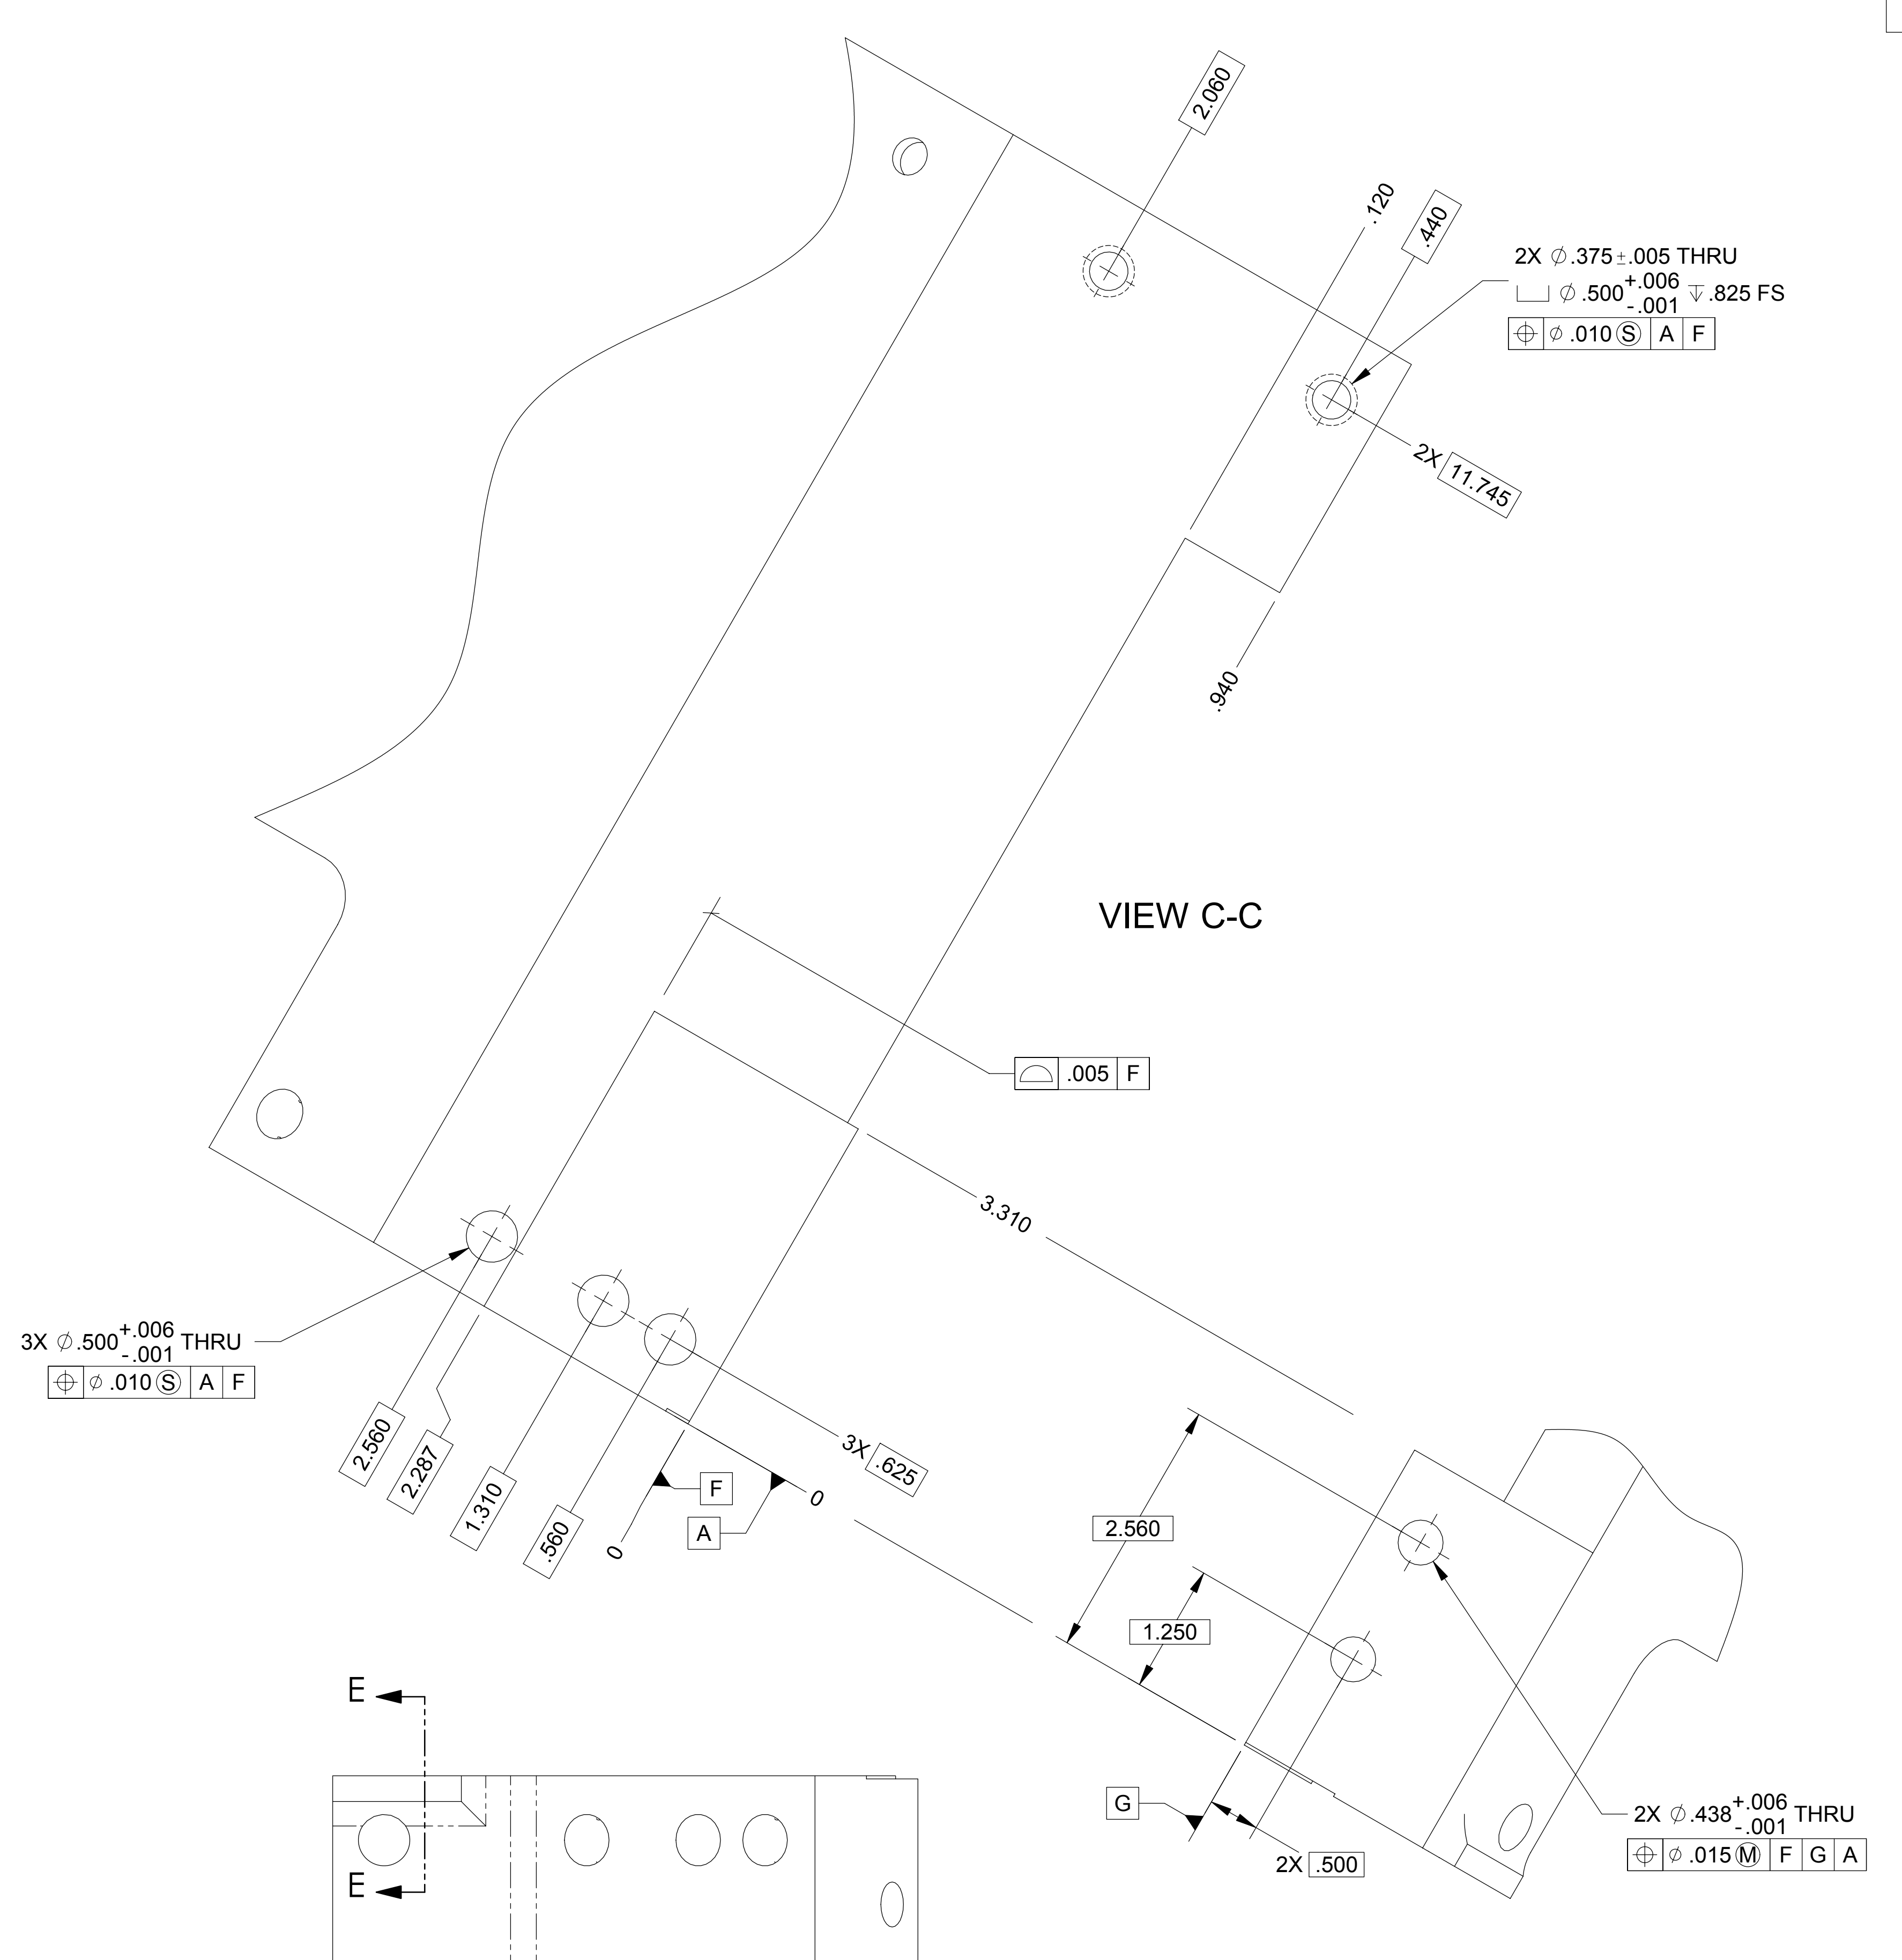 2.060
.120
.440
2X ⌀.375±.005 THRU
⌴ ⌀.500 +.006 -.001 ↧.825 FS
⌖ ⌀.010 Ⓢ A F
2X 11.745
.940
VIEW C-C
⌓ .005 F
3.310
3X ⌀.500 +.006 -.001 THRU
⌖ ⌀.010 Ⓢ A F
2.560
2.287
1.310
.560
0
F
A
0
3X .625
2.560
1.250
G
2X .500
2X ⌀.438 +.006 -.001 THRU
⌖ ⌀.015 Ⓜ F G A
E
E